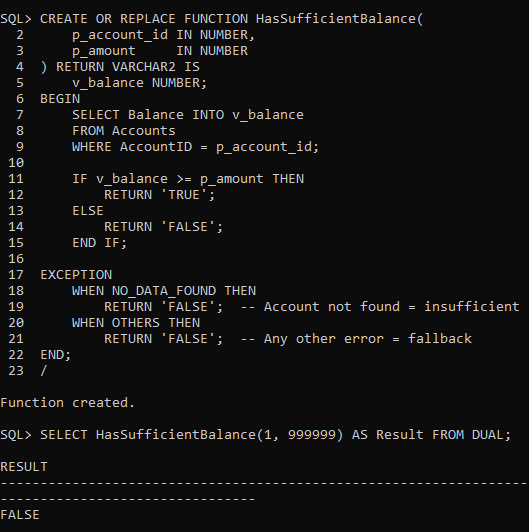 SQL> CREATE OR REPLACE FUNCTION HasSufficientBalance(
  2      p_account_id IN NUMBER,
  3      p_amount     IN NUMBER
  4  ) RETURN VARCHAR2 IS
  5      v_balance NUMBER;
  6  BEGIN
  7      SELECT Balance INTO v_balance
  8      FROM Accounts
  9      WHERE AccountID = p_account_id;
 10
 11      IF v_balance >= p_amount THEN
 12          RETURN 'TRUE';
 13      ELSE
 14          RETURN 'FALSE';
 15      END IF;
 16
 17  EXCEPTION
 18      WHEN NO_DATA_FOUND THEN
 19          RETURN 'FALSE';  -- Account not found = insufficient
 20      WHEN OTHERS THEN
 21          RETURN 'FALSE';  -- Any other error = fallback
 22  END;
 23  /

Function created.

SQL> SELECT HasSufficientBalance(1, 999999) AS Result FROM DUAL;

RESULT
------------------------------------------------------------------
--------------------------------
FALSE